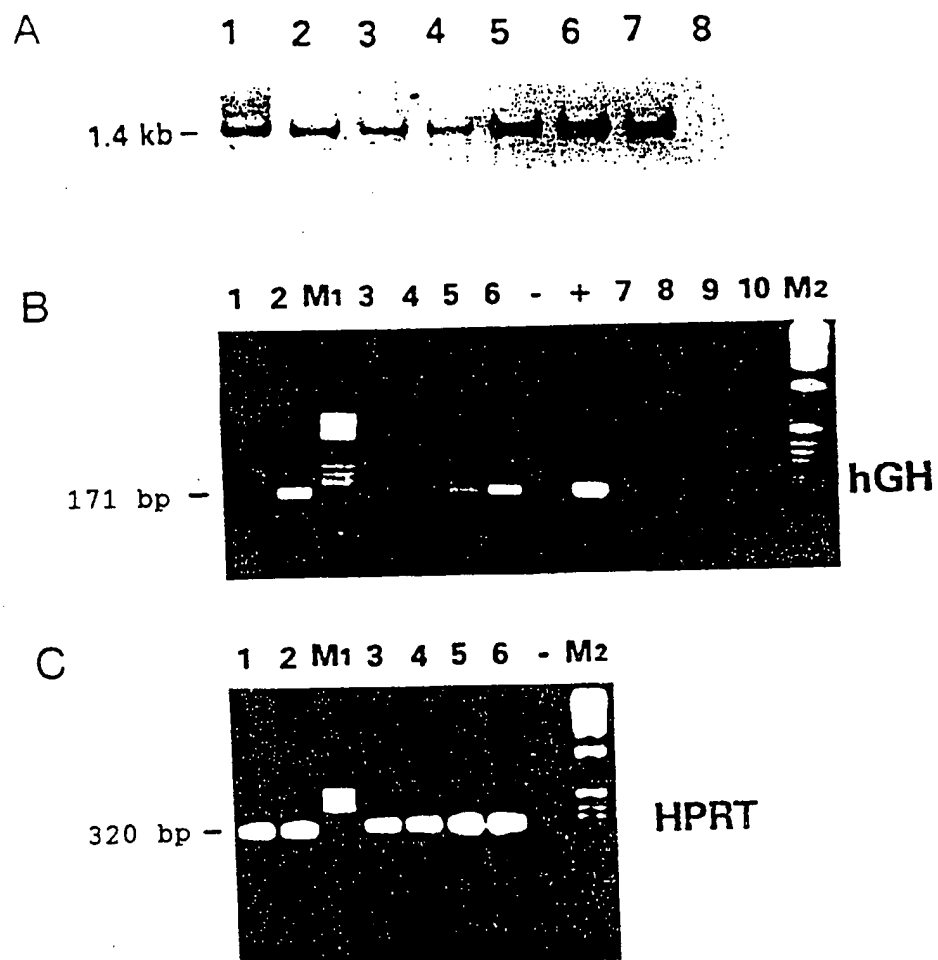 A
1 2 3 4 5 6 7 8
1.4 kb –
B
1 2 M1 3 4 5 6 - + 7 8 9 10 M2
171 bp –
hGH
C
1 2 M1 3 4 5 6 - M2
320 bp –
HPRT